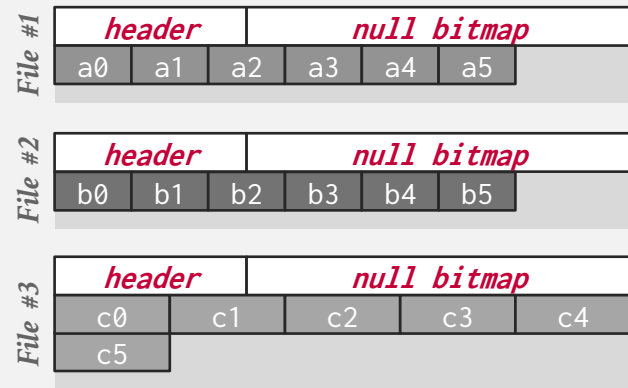 File #1
header null bitmap
a0 a1 a2 a3 a4 a5
File #2
header null bitmap
b0 b1 b2 b3 b4 b5
File #3
header null bitmap
c0 c1 c2 c3 c4
c5